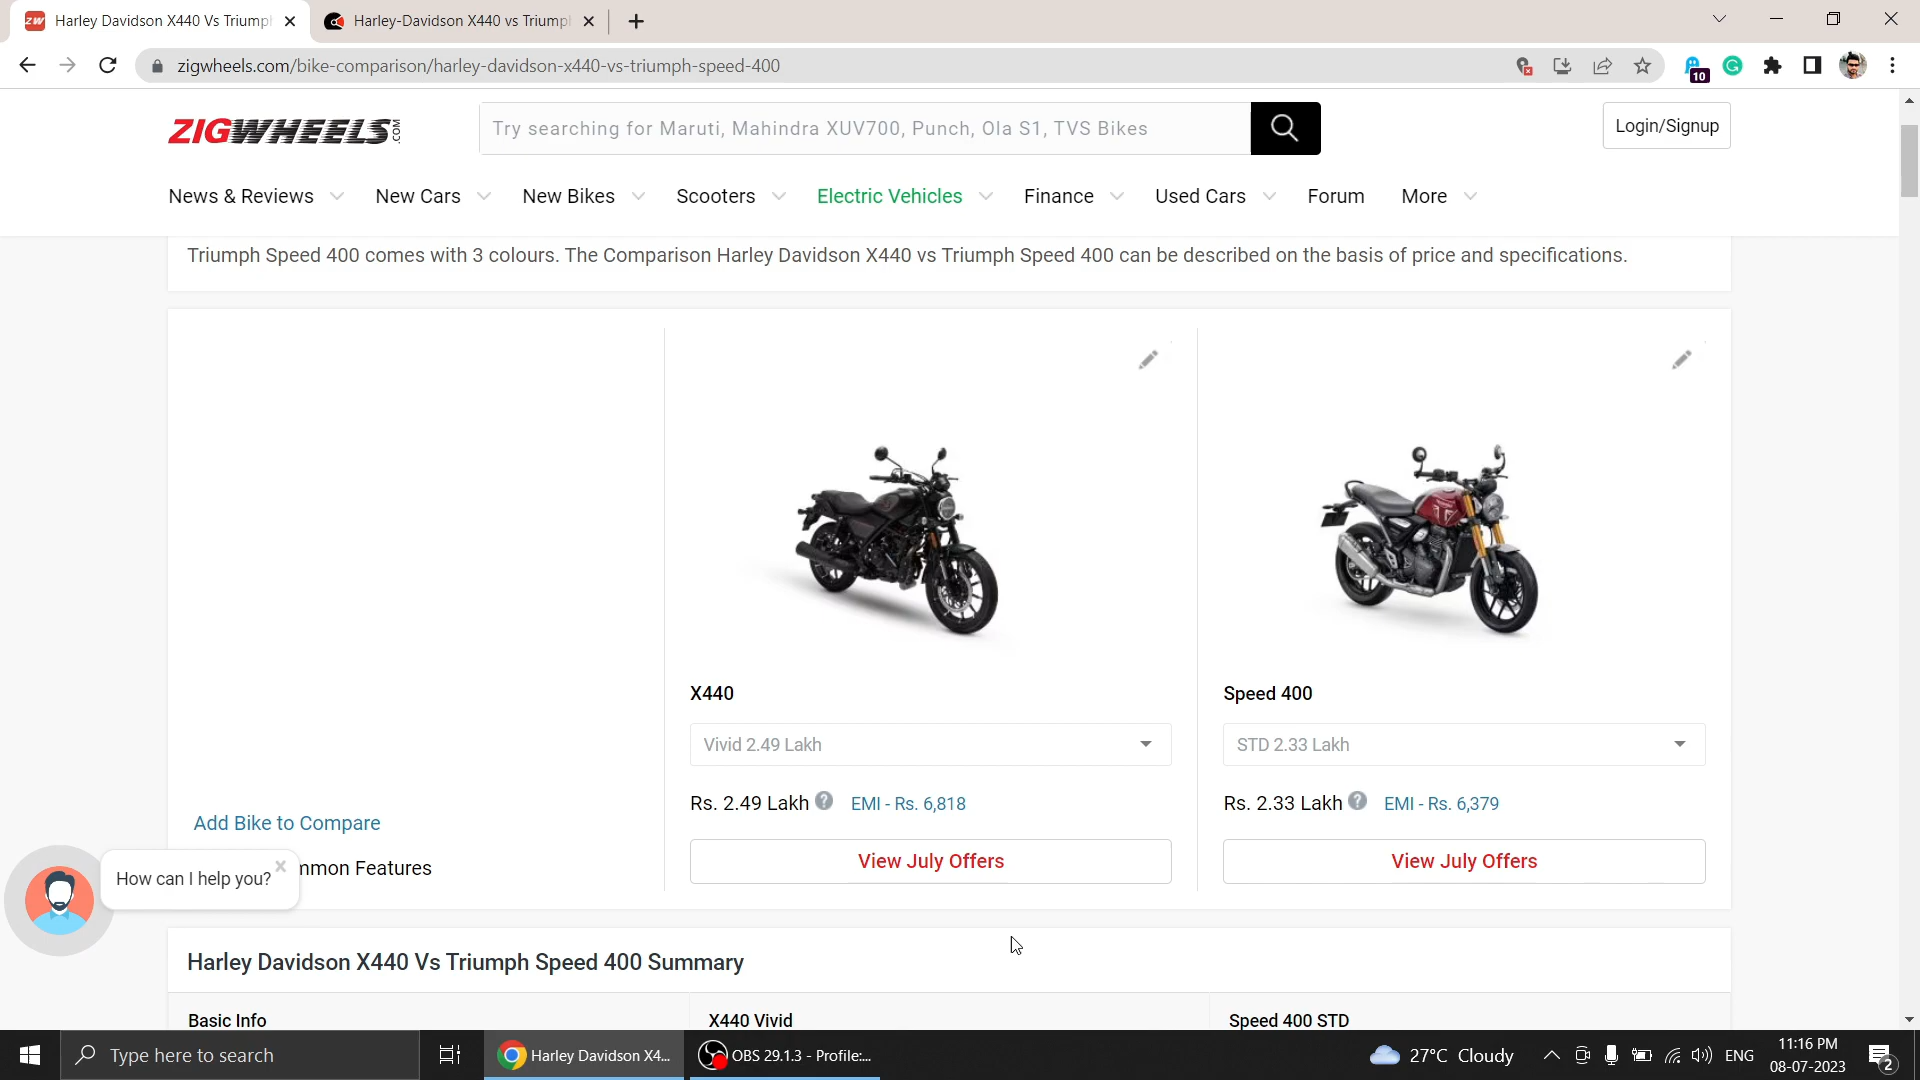 Harley Davidson X440 Vs Triumph
Harley-Davidson X440 vs Triump
zigwheels.com/bike-comparison/harley-davidson-x440-vs-triumph-speed-400
10
ZIGWHEELS.COM
Try searching for Maruti, Mahindra XUV700, Punch, Ola S1, TVS Bikes
Login/Signup
News & Reviews New Cars New Bikes Scooters Electric Vehicles Finance Used Cars Forum More
Triumph Speed 400 comes with 3 colours. The Comparison Harley Davidson X440 vs Triumph Speed 400 can be described on the basis of price and specifications.
X440
Vivid 2.49 Lakh
Rs. 2.49 Lakh ? EMI - Rs. 6,818
View July Offers
Speed 400
STD 2.33 Lakh
Rs. 2.33 Lakh ? EMI - Rs. 6,379
View July Offers
Add Bike to Compare
mmon Features
How can I help you?
Harley Davidson X440 Vs Triumph Speed 400 Summary
Basic Info X440 Vivid Speed 400 STD
Type here to search
Harley Davidson X4...
OBS 29.1.3 - Profile:...
27°C Cloudy
ENG
11:16 PM
08-07-2023
2